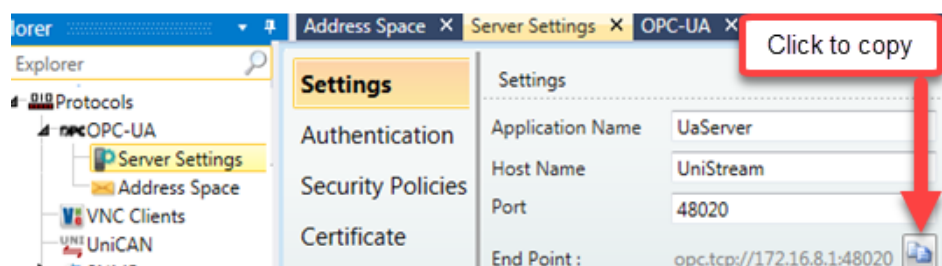 lorer
Address Space X Server Settings X OPC-UA X
Click to copy
Explorer
Protocols
OPC-UA
Server Settings
Address Space
VNC Clients
UniCAN
Settings
Authentication
Security Policies
Certificate
Settings
Application Name UaServer
Host Name UniStream
Port 48020
End Point : opc.tcp://172.16.8.1:48020